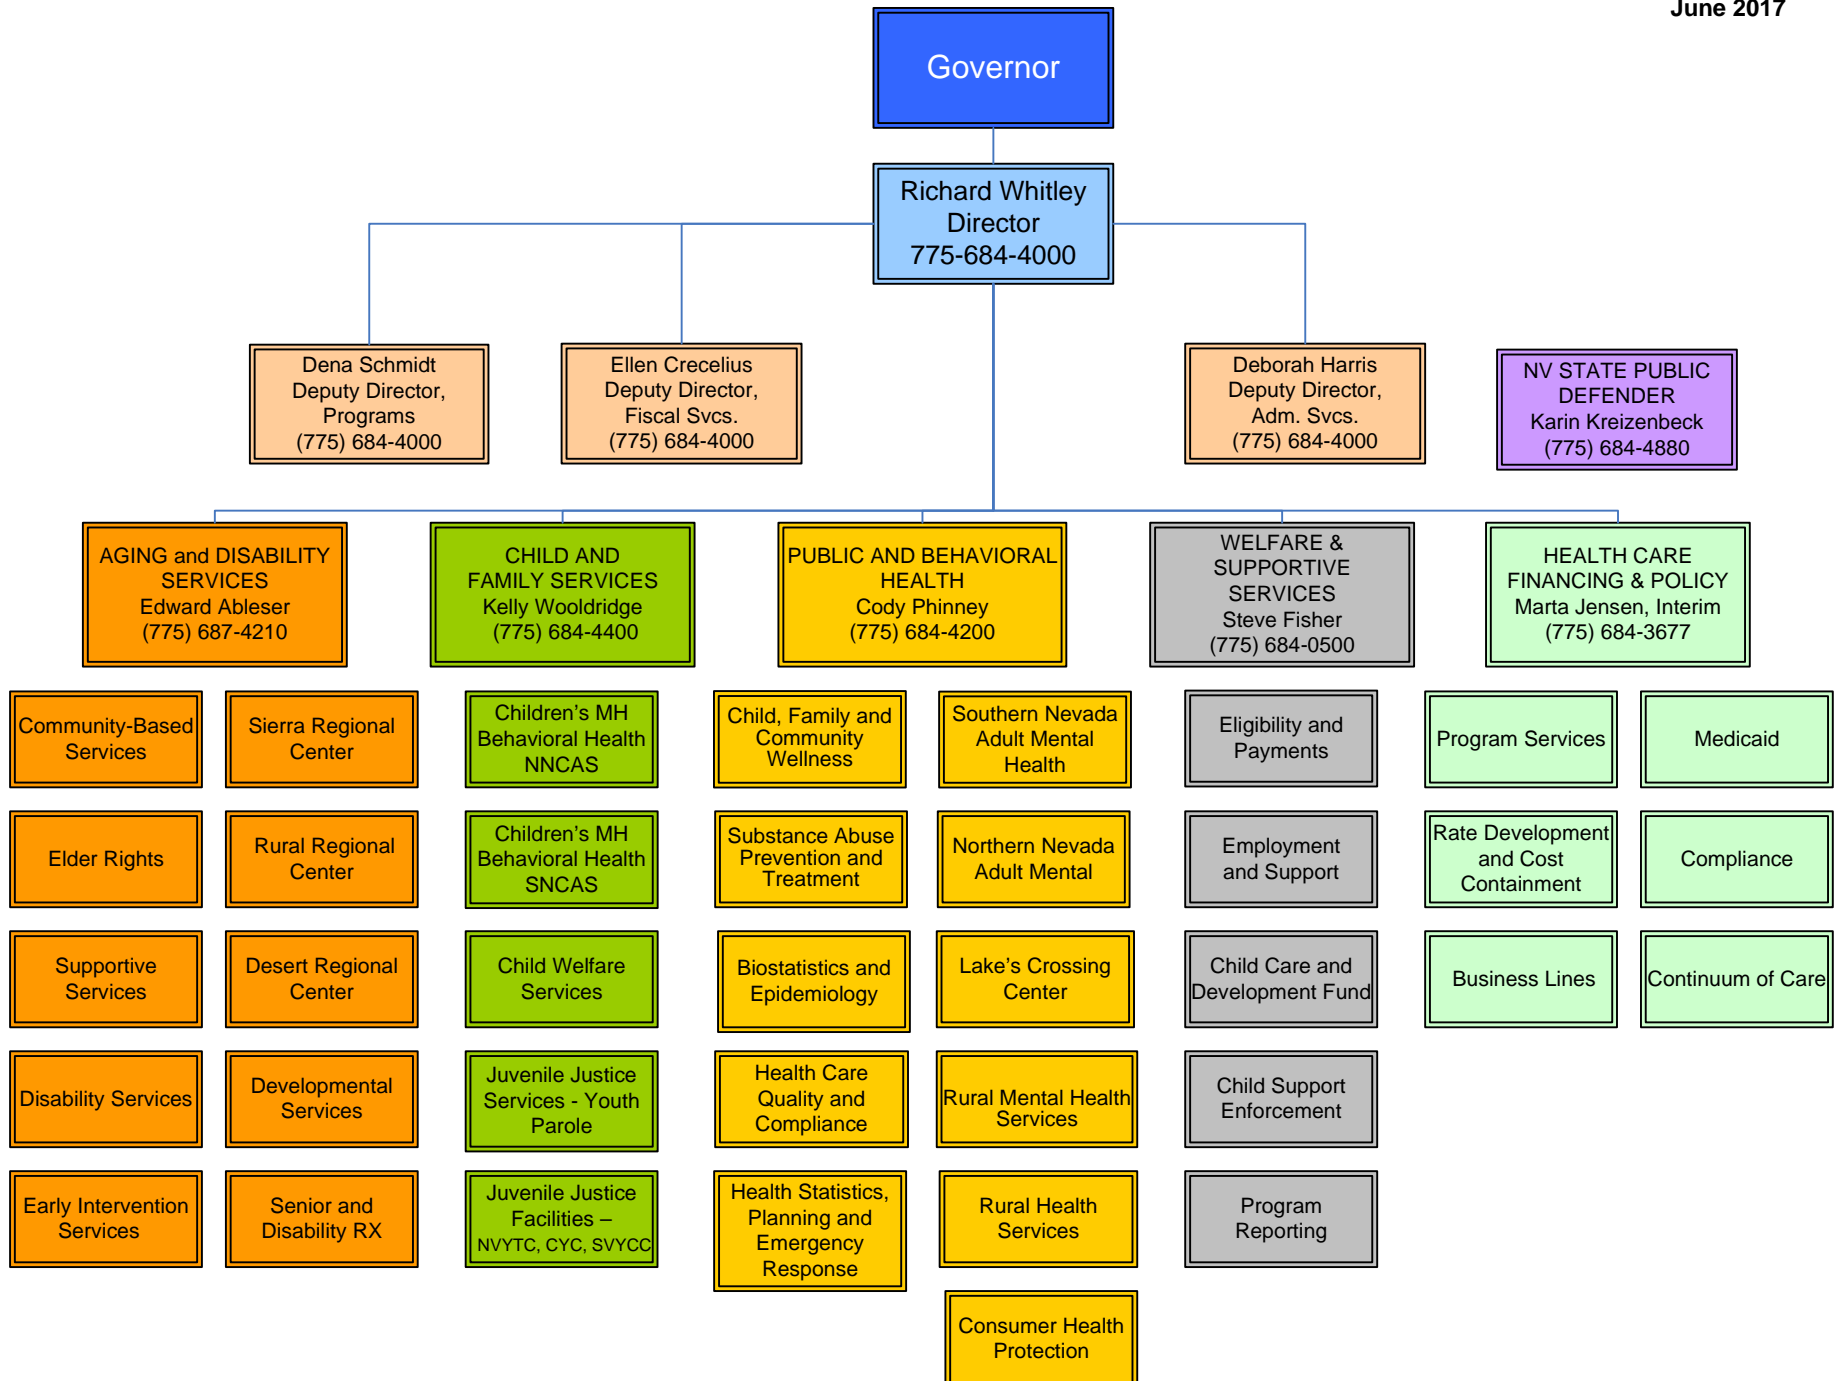 June 2017
Governor
Richard Whitley
Director
775-684-4000
Dena Schmidt
Deputy Director,
Programs
(775) 684-4000
Ellen Crecelius
Deputy Director,
Fiscal Svcs.
(775) 684-4000
Deborah Harris
Deputy Director,
Adm. Svcs.
(775) 684-4000
NV STATE PUBLIC
DEFENDER
Karin Kreizenbeck
(775) 684-4880
AGING and DISABILITY
SERVICES
Edward Ableser
(775) 687-4210
CHILD AND
FAMILY SERVICES
Kelly Wooldridge
(775) 684-4400
PUBLIC AND BEHAVIORAL
HEALTH
Cody Phinney
(775) 684-4200
WELFARE &
SUPPORTIVE
SERVICES
Steve Fisher
(775) 684-0500
HEALTH CARE
FINANCING & POLICY
Marta Jensen, Interim
(775) 684-3677
Community-Based
Services
Sierra Regional
Center
Children's MH
Behavioral Health
NNCAS
Child, Family and
Community
Wellness
Southern Nevada
Adult Mental
Health
Eligibility and
Payments
Program Services
Medicaid
Elder Rights
Rural Regional
Center
Children's MH
Behavioral Health
SNCAS
Substance Abuse
Prevention and
Treatment
Northern Nevada
Adult Mental
Employment
and Support
Rate Development
and Cost
Containment
Compliance
Supportive
Services
Desert Regional
Center
Child Welfare
Services
Biostatistics and
Epidemiology
Lake's Crossing
Center
Child Care and
Development Fund
Business Lines
Continuum of Care
Disability Services
Developmental
Services
Juvenile Justice
Services - Youth
Parole
Health Care
Quality and
Compliance
Rural Mental Health
Services
Child Support
Enforcement
Early Intervention
Services
Senior and
Disability RX
Juvenile Justice
Facilities –
NVYTC, CYC, SVYCC
Health Statistics,
Planning and
Emergency
Response
Rural Health
Services
Program
Reporting
Consumer Health
Protection